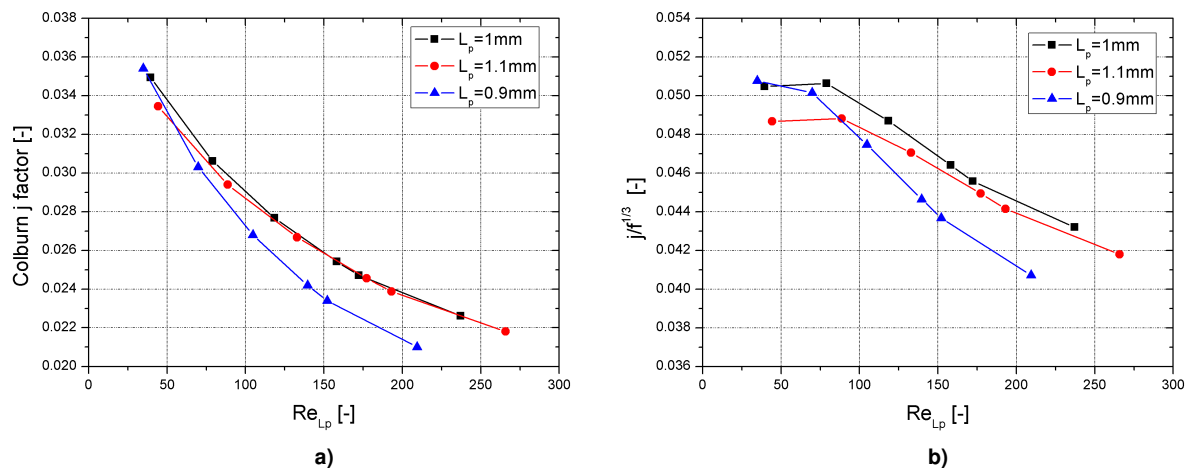 0.038
0.036
0.034
0.032
0.030
0.028
0.026
0.024
0.022
0.020
Colburn j factor [-]
0 50 100 150 200 250 300
Re_Lp [-]
L_p=1mm
L_p=1.1mm
L_p=0.9mm
a)
0.054
0.052
0.050
0.048
0.046
0.044
0.042
0.040
0.038
0.036
j/f^1/3 [-]
0 50 100 150 200 250 300
Re_Lp [-]
L_p=1mm
L_p=1.1mm
L_p=0.9mm
b)